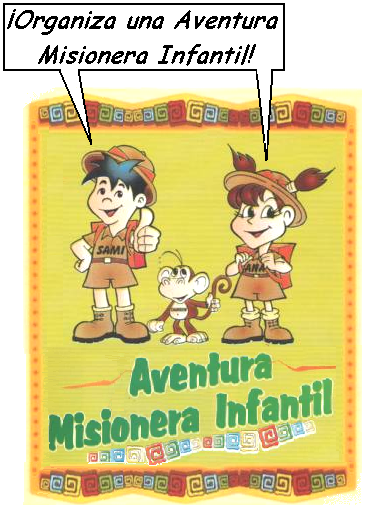 ¡Organiza una Aventura
Misionera Infantil!
SAMI
ANA
Aventura
Misionera Infantil